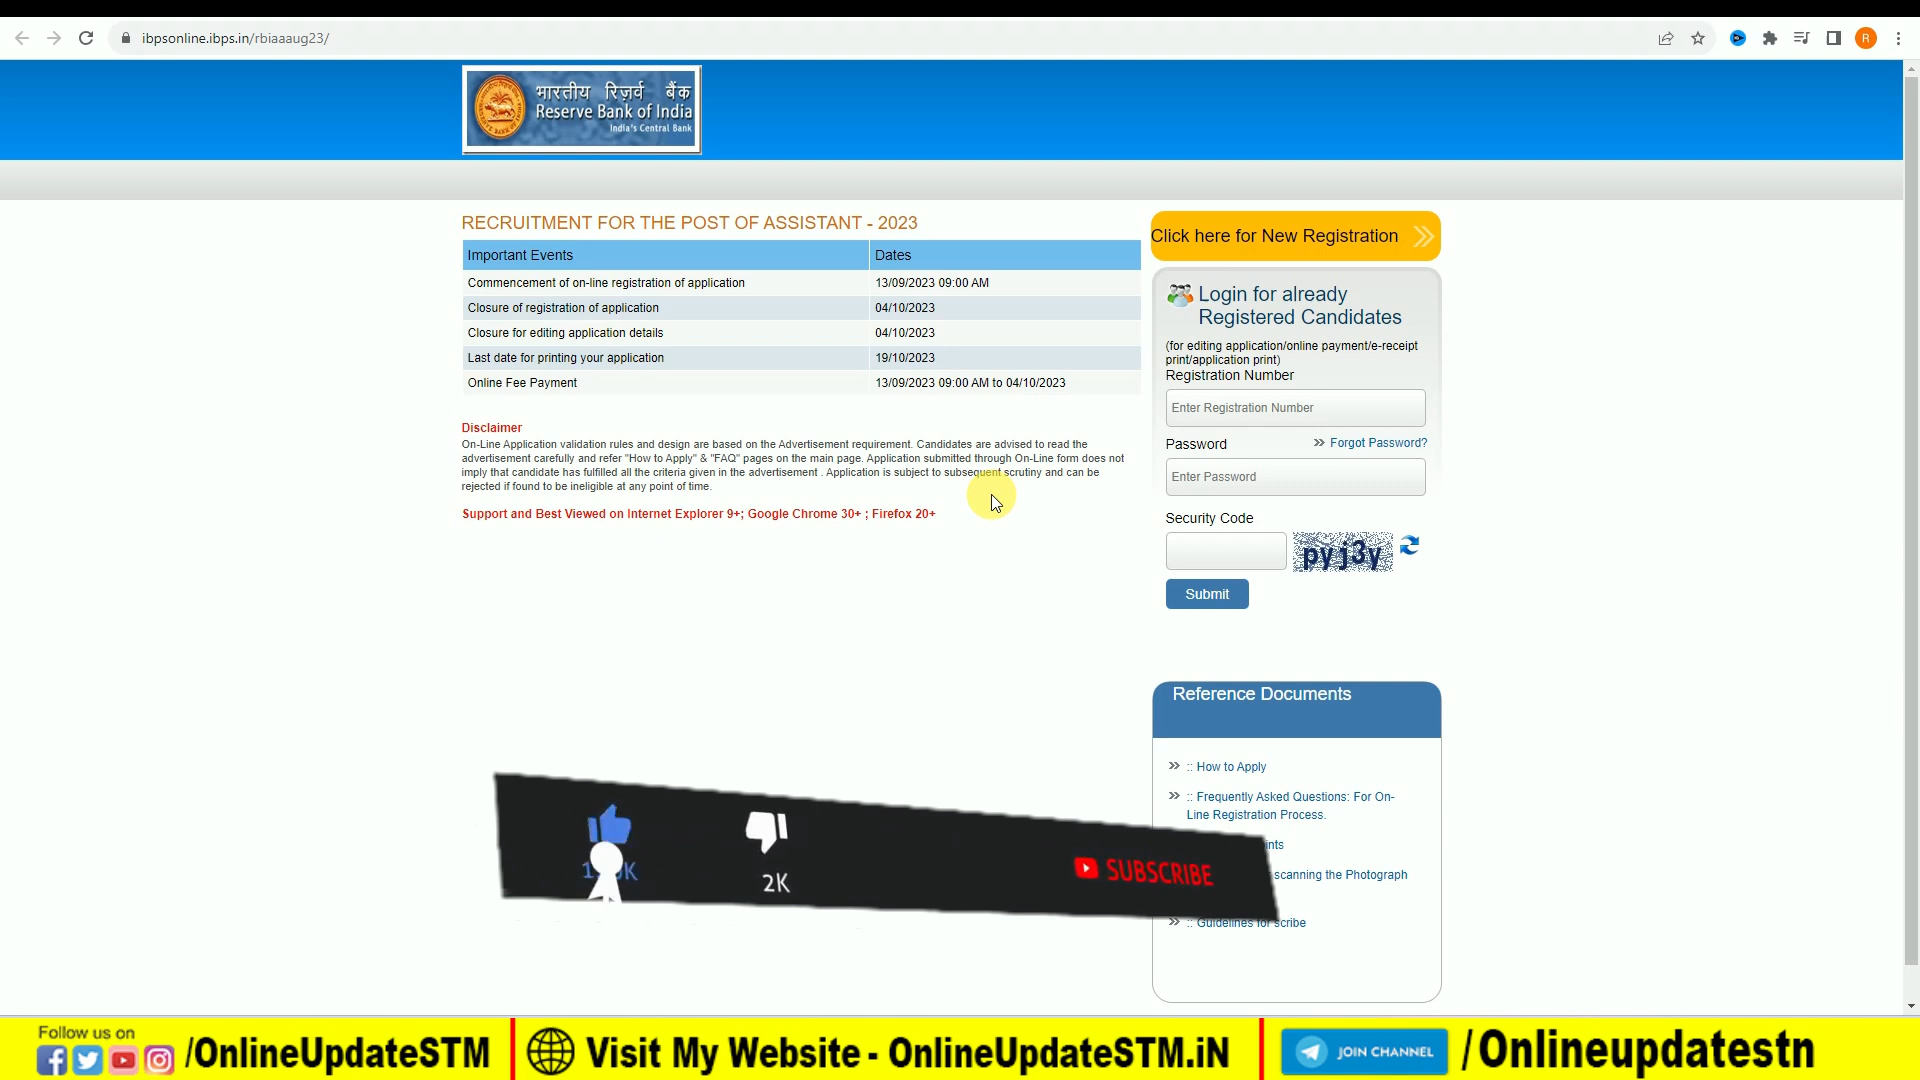 ibpsonline.ibps.in/rbiaaaug23/
R
भारतीय रिज़र्व बैंक
Reserve Bank of India
India's Central Bank
RECRUITMENT FOR THE POST OF ASSISTANT - 2023
Important Events Dates
Commencement of on-line registration of application 13/09/2023 09:00 AM
Closure of registration of application 04/10/2023
Closure for editing application details 04/10/2023
Last date for printing your application 19/10/2023
Online Fee Payment 13/09/2023 09:00 AM to 04/10/2023
Disclaimer
On-Line Application validation rules and design are based on the Advertisement requirement. Candidates are advised to read the
advertisement carefully and refer "How to Apply" & "FAQ" pages on the main page. Application submitted through On-Line form does not
imply that candidate has fulfilled all the criteria given in the advertisement . Application is subject to subsequent scrutiny and can be
rejected if found to be ineligible at any point of time.
Support and Best Viewed on Internet Explorer 9+; Google Chrome 30+ ; Firefox 20+
Click here for New Registration
Login for already
Registered Candidates
(for editing application/online payment/e-receipt
print/application print)
Registration Number
Enter Registration Number
Password >> Forgot Password?
Enter Password
Security Code
pyj3y
Submit
Reference Documents
>> :: How to Apply
>> :: Frequently Asked Questions: For On-
Line Registration Process.
scanning the Photograph
>> :: Guidelines for scribe
2K
SUBSCRIBE
Follow us on
/OnlineUpdateSTM
Visit My Website - OnlineUpdateSTM.iN
JOIN CHANNEL
/Onlineupdatestn